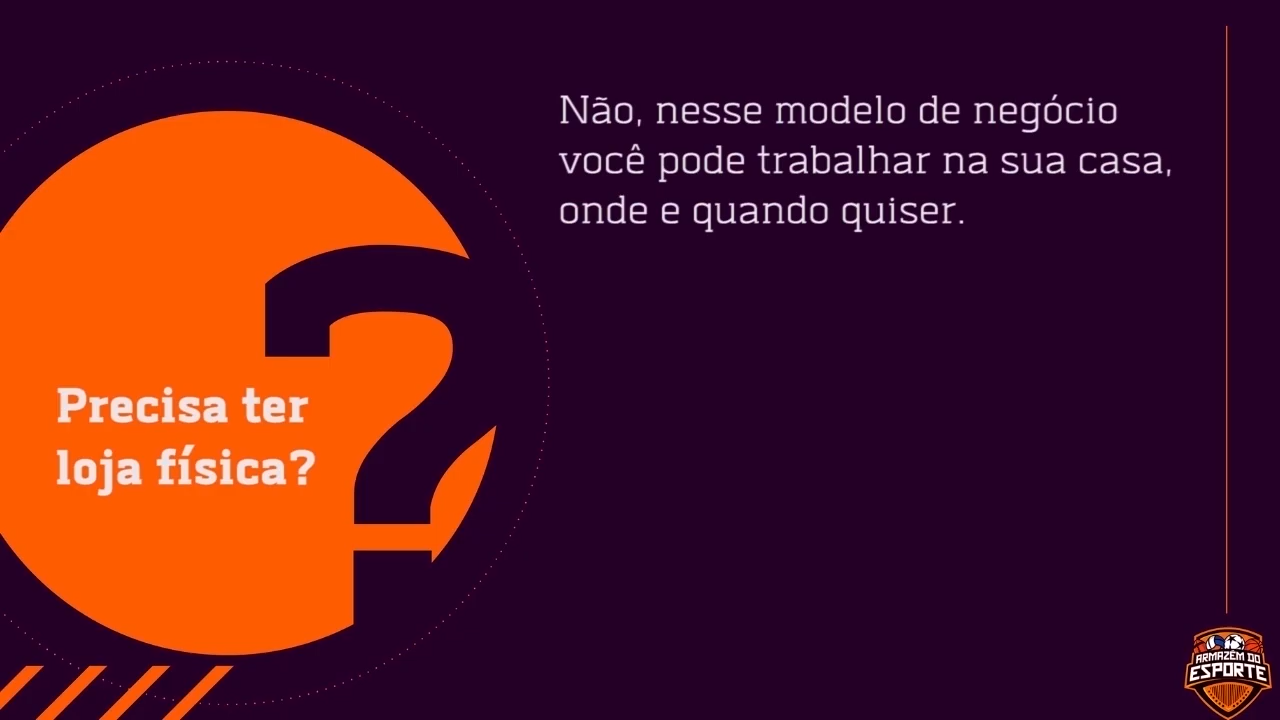 Precisa ter
loja física?
Não, nesse modelo de negócio
você pode trabalhar na sua casa,
onde e quando quiser.
ARMAZÉM DO
ESPORTE